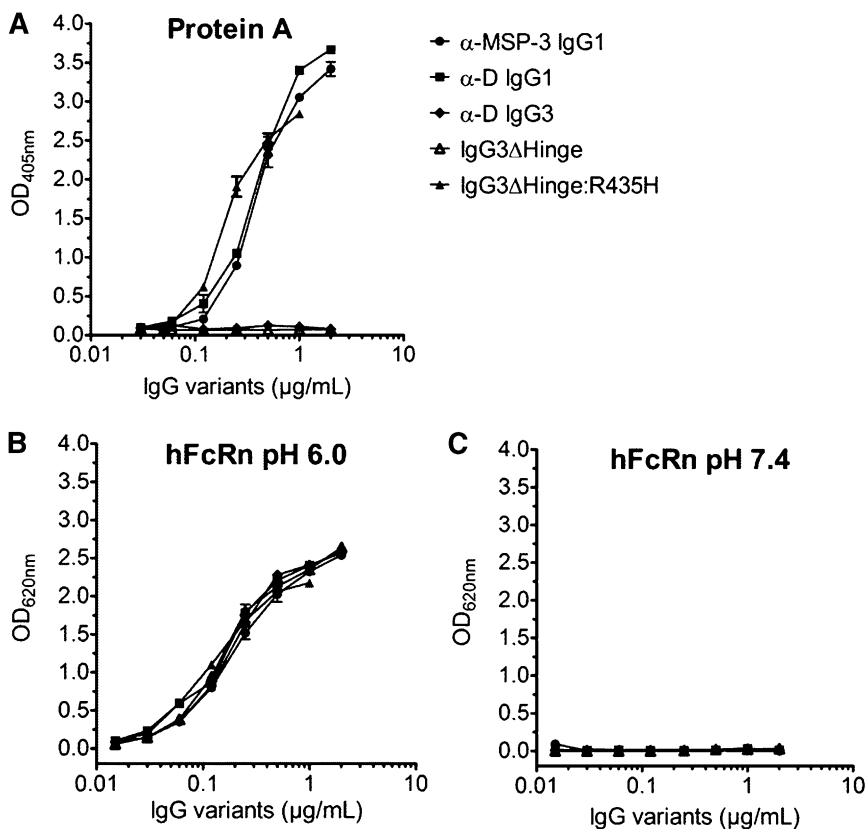 A
Protein A
α-MSP-3 IgG1
α-D IgG1
α-D IgG3
IgG3ΔHinge
IgG3ΔHinge:R435H
OD405nm
4.0
3.5
3.0
2.5
2.0
1.5
1.0
0.5
0.0
0.01 0.1 1 10
IgG variants (µg/mL)
B
hFcRn pH 6.0
OD620nm
4.0
3.5
3.0
2.5
2.0
1.5
1.0
0.5
0.0
0.01 0.1 1 10
IgG variants (µg/mL)
C
hFcRn pH 7.4
OD620nm
4.0
3.5
3.0
2.5
2.0
1.5
1.0
0.5
0.0
0.01 0.1 1 10
IgG variants (µg/mL)